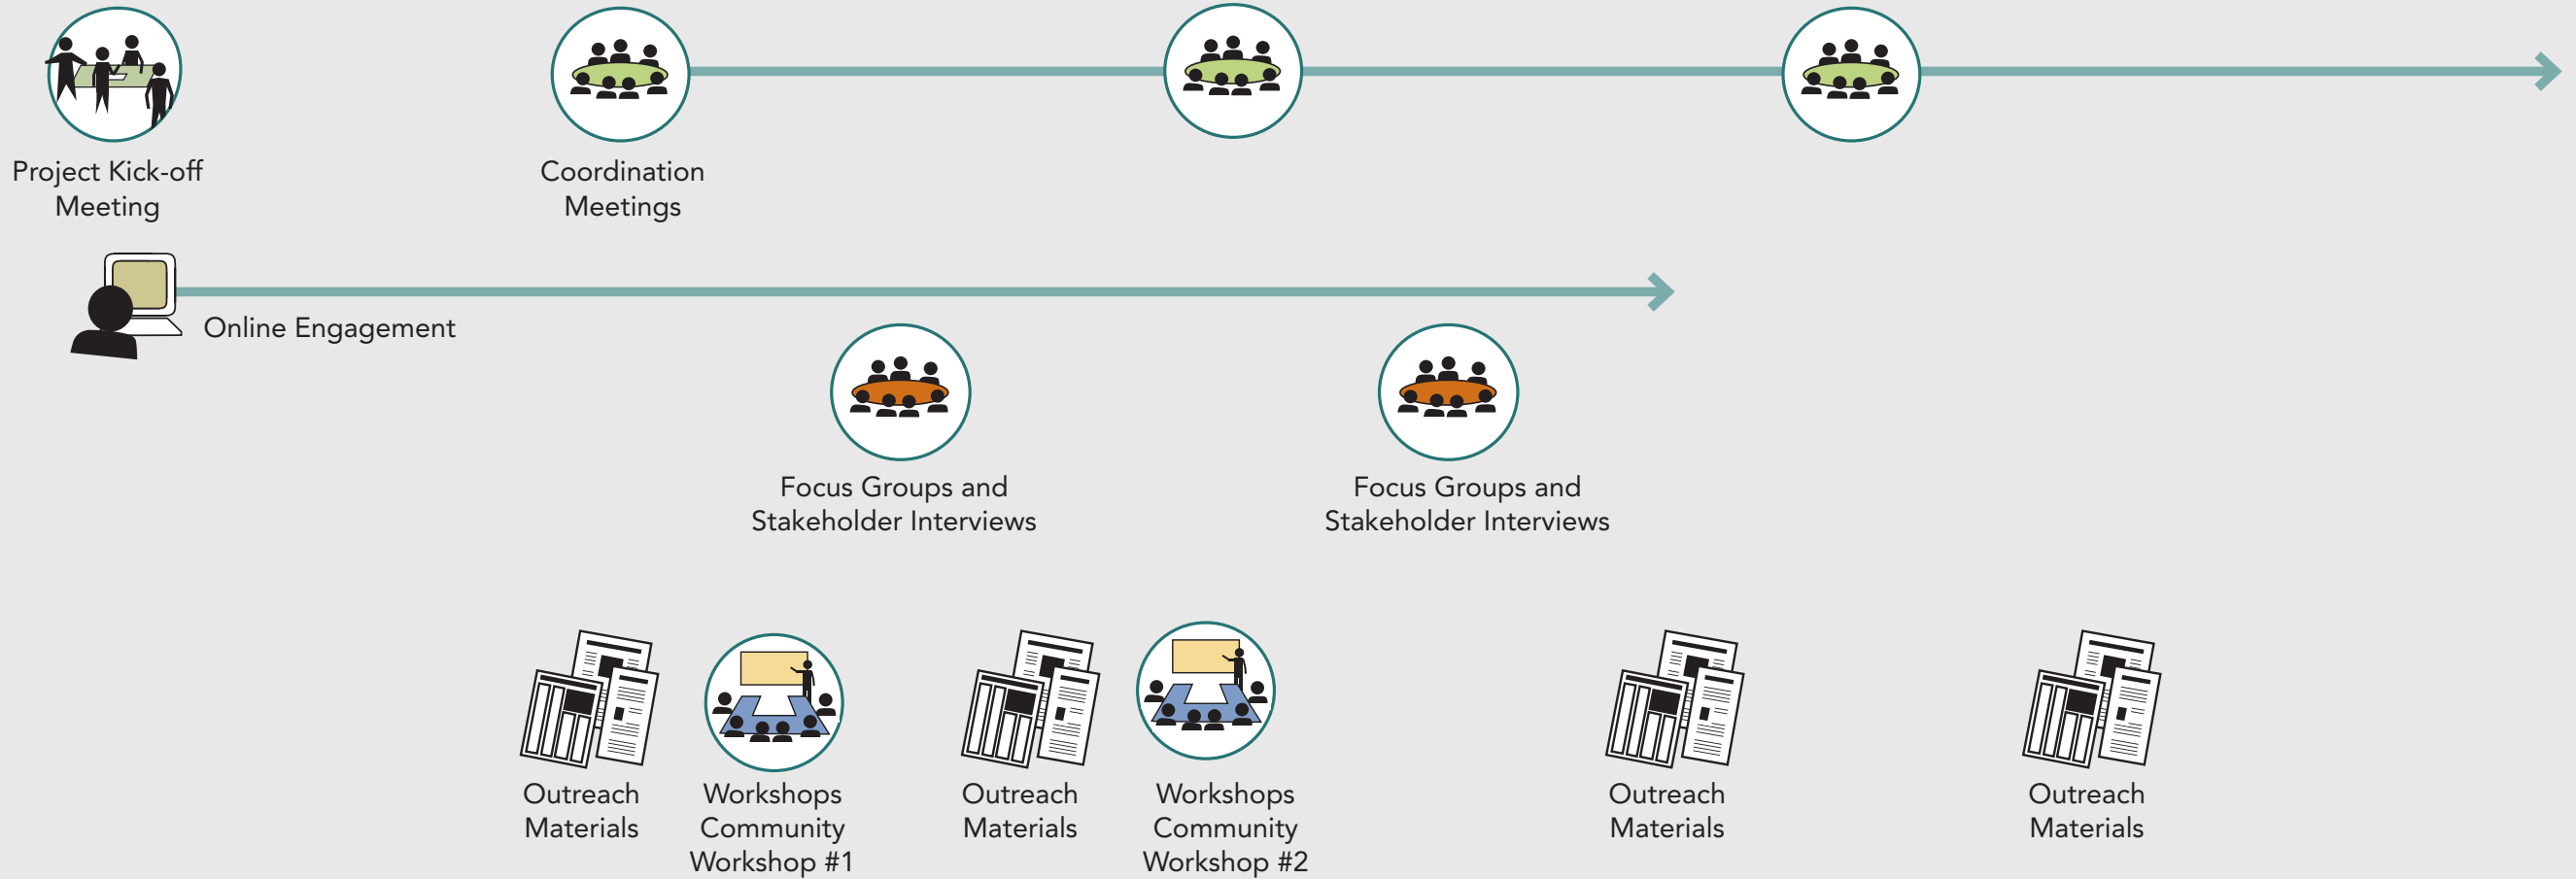 Project Kick-off
Meeting
Coordination
Meetings
Online Engagement
Focus Groups and
Stakeholder Interviews
Focus Groups and
Stakeholder Interviews
Outreach
Materials
Workshops
Community
Workshop #1
Outreach
Materials
Workshops
Community
Workshop #2
Outreach
Materials
Outreach
Materials